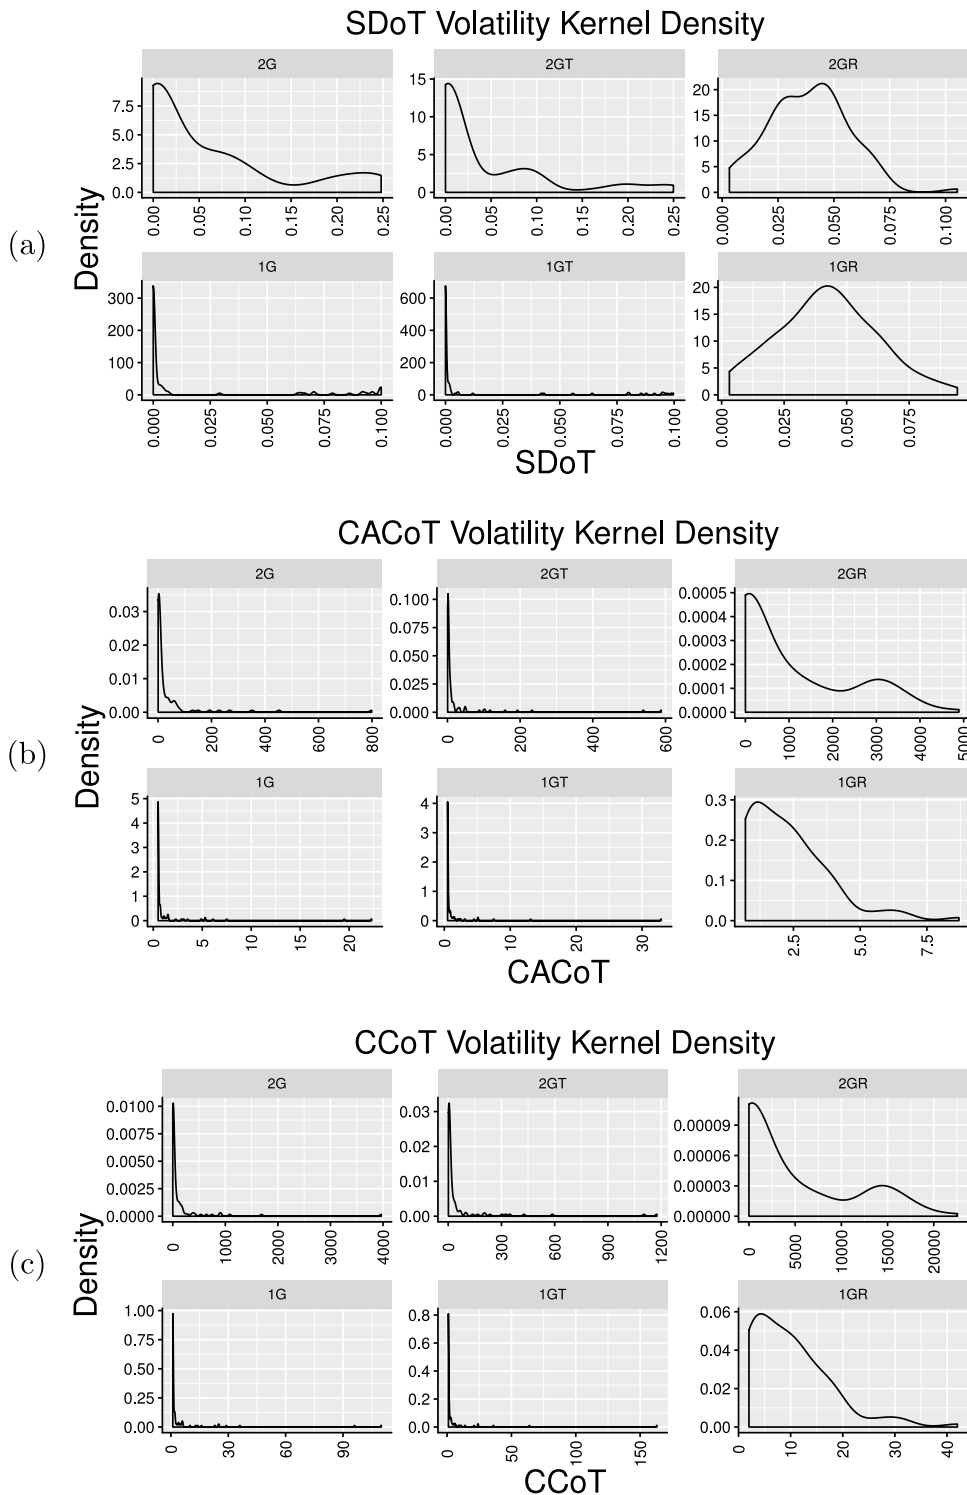 SDoT Volatility Kernel Density
2G 2GT 2GR
7.5 5.0 2.5 0.0
15 10 5 0
20 15 10 5 0
0.00 0.05 0.10 0.15 0.20 0.25
0.00 0.05 0.10 0.15 0.20 0.25
0.000 0.025 0.050 0.075 0.100
(a)
Density
1G 1GT 1GR
300 200 100 0
600 400 200 0
20 15 10 5 0
0.000 0.025 0.050 0.075 0.100
0.000 0.025 0.050 0.075 0.100
0.025 0.050 0.075
SDoT
CACoT Volatility Kernel Density
2G 2GT 2GR
0.03 0.02 0.01 0.00
0.100 0.075 0.050 0.025 0.000
0.0005 0.0004 0.0003 0.0002 0.0001 0.0000
0 200 400 600 800
0 200 400 600
0 1000 2000 3000 4000 5000
(b)
Density
1G 1GT 1GR
5 4 3 2 1 0
4 3 2 1 0
0.3 0.2 0.1 0.0
0 5 10 15 20
0 10 20 30
2.5 5.0 7.5
CACoT
CCoT Volatility Kernel Density
2G 2GT 2GR
0.0100 0.0075 0.0050 0.0025 0.0000
0.03 0.02 0.01 0.00
0.00009 0.00006 0.00003 0.00000
0 1000 2000 3000 4000
0 300 600 900 1200
0 5000 10000 15000 20000
(c)
Density
1G 1GT 1GR
1.00 0.75 0.50 0.25 0.00
0.8 0.6 0.4 0.2 0.0
0.06 0.04 0.02 0.00
0 30 60 90
0 50 100 150
0 10 20 30 40
CCoT